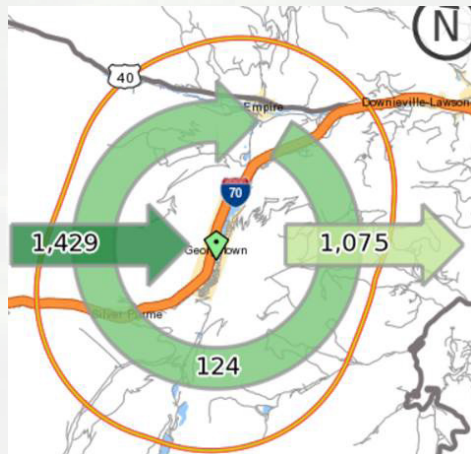 N
40
Empire
Downieville-Lawson
70
1,429
Georgetown
1,075
Silver Plume
124